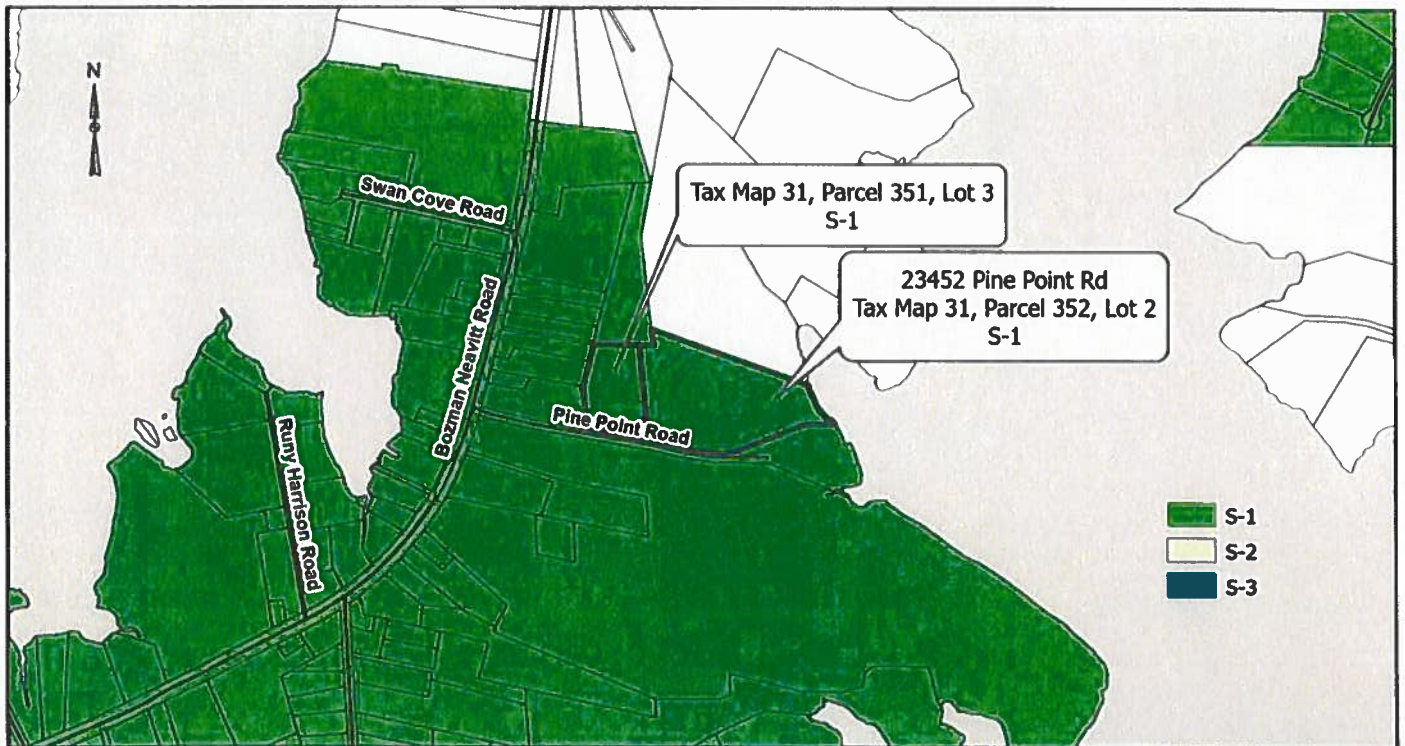 N
Swan Cove Road
Tax Map 31, Parcel 351, Lot 3
S-1
23452 Pine Point Rd
Tax Map 31, Parcel 352, Lot 2
S-1
Bozman Neavitt Road
Pine Point Road
Runy Harrison Road
S-1
S-2
S-3